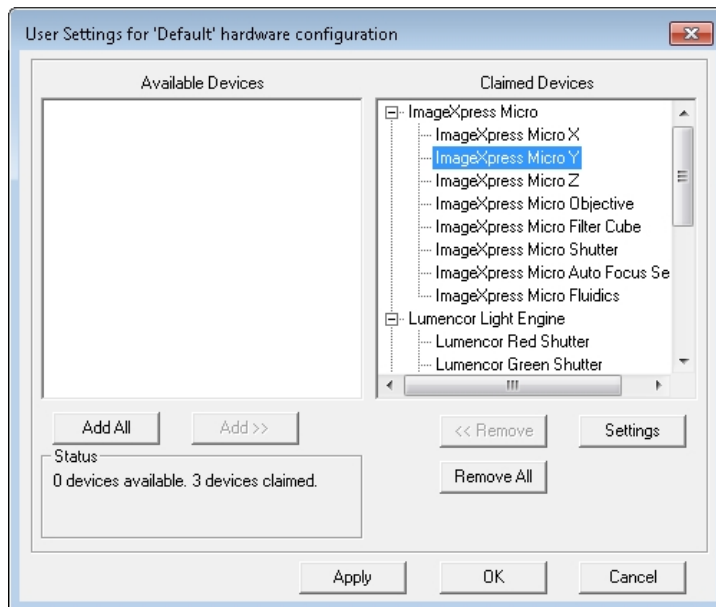 User Settings for 'Default' hardware configuration
Available Devices
Claimed Devices
ImageXpress Micro
ImageXpress Micro X
ImageXpress Micro Y
ImageXpress Micro Z
ImageXpress Micro Objective
ImageXpress Micro Filter Cube
ImageXpress Micro Shutter
ImageXpress Micro Auto Focus Se
ImageXpress Micro Fluidics
Lumencor Light Engine
Lumencor Red Shutter
Lumencor Green Shutter
Add All
Add >>
<< Remove
Settings
Status
0 devices available. 3 devices claimed.
Remove All
Apply
OK
Cancel